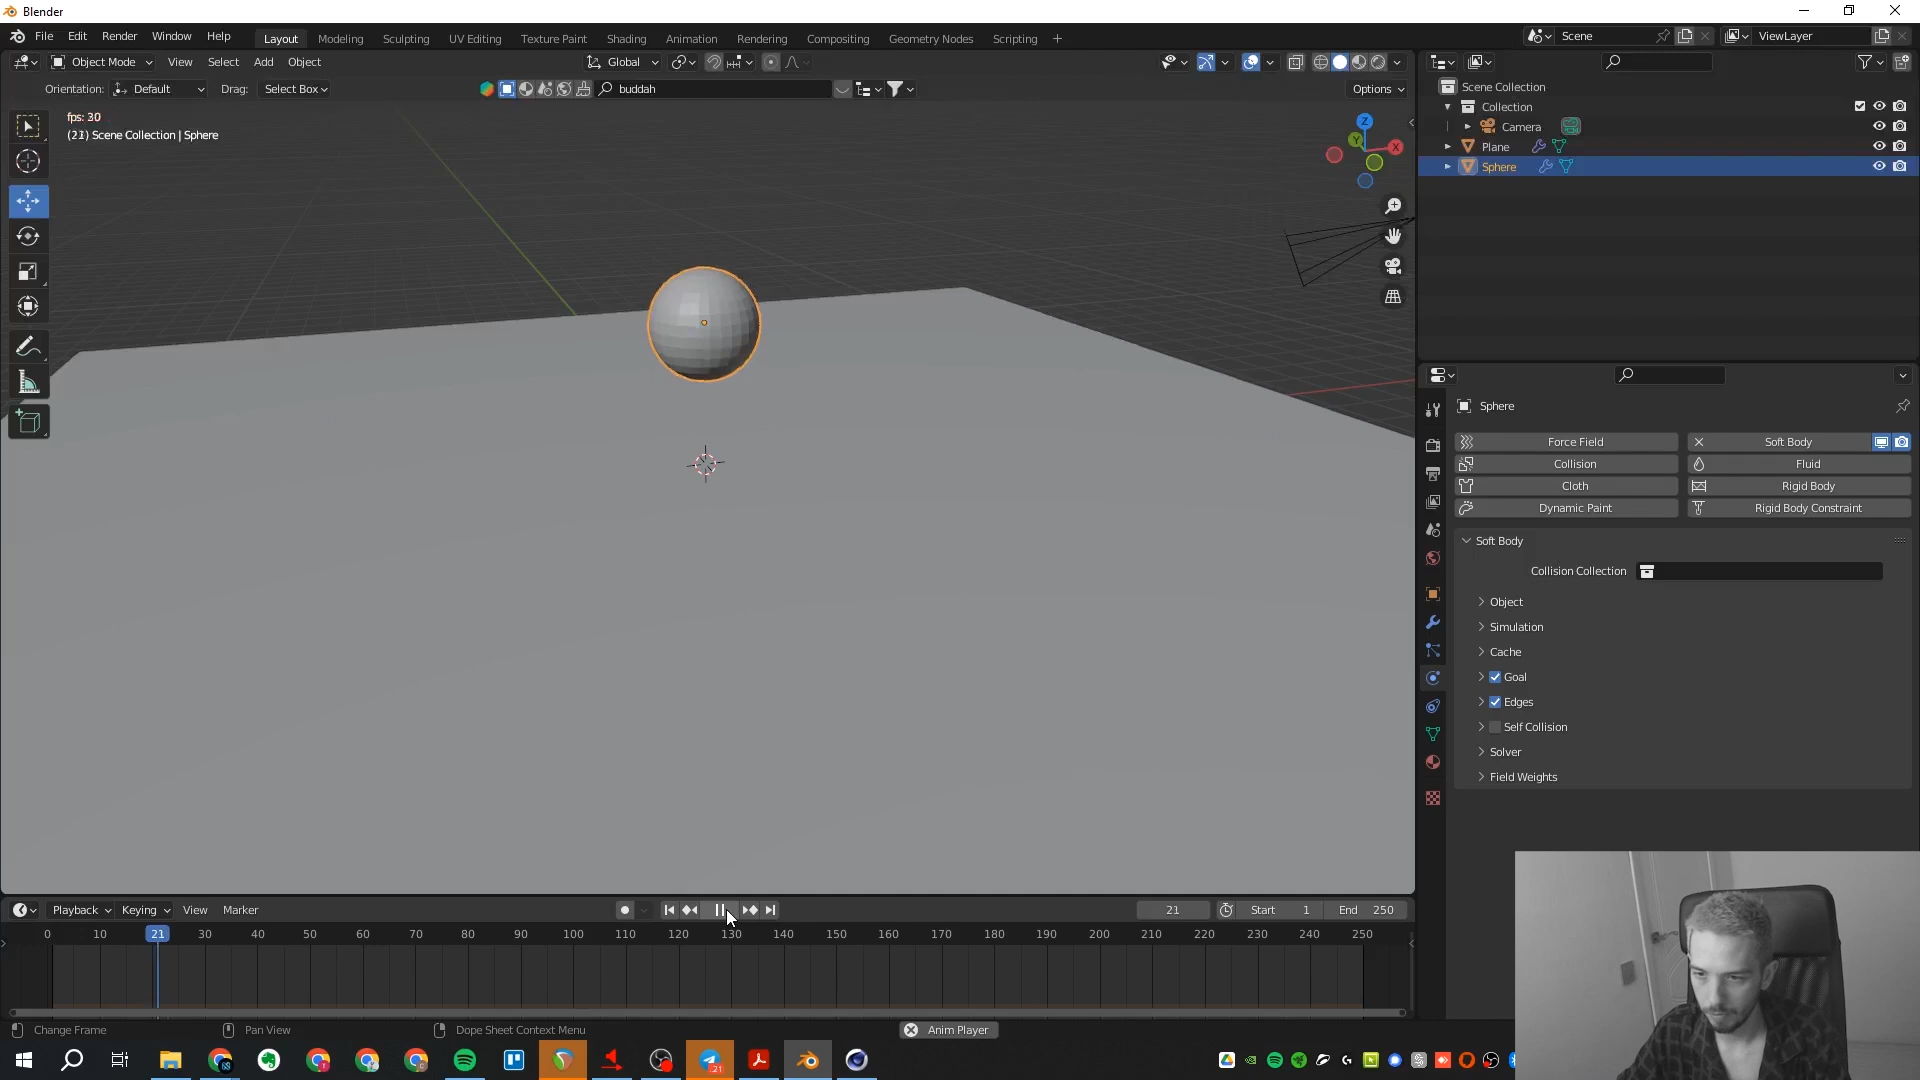 Blender
File Edit Render Window Help
Layout Modeling Sculpting UV Editing Texture Paint Shading Animation Rendering Compositing Geometry Nodes Scripting +
Scene
ViewLayer
Object Mode View Select Add Object
Global
Orientation: Default Drag: Select Box
buddah
Options
fps: 30
(21) Scene Collection | Sphere
Z
Y
X
Scene Collection
Collection
Camera
Plane
Sphere
Sphere
Force Field
Soft Body
Collision
Fluid
Cloth
Rigid Body
Dynamic Paint
Rigid Body Constraint
Soft Body
Collision Collection
Object
Simulation
Cache
Goal
Edges
Self Collision
Solver
Field Weights
Playback Keying View Marker
21
Start 1
End 250
0 10 21 30 40 50 60 70 80 90 100 110 120 130 140 150 160 170 180 190 200 210 220 230 240 250
Change Frame
Pan View
Dope Sheet Context Menu
Anim Player
21